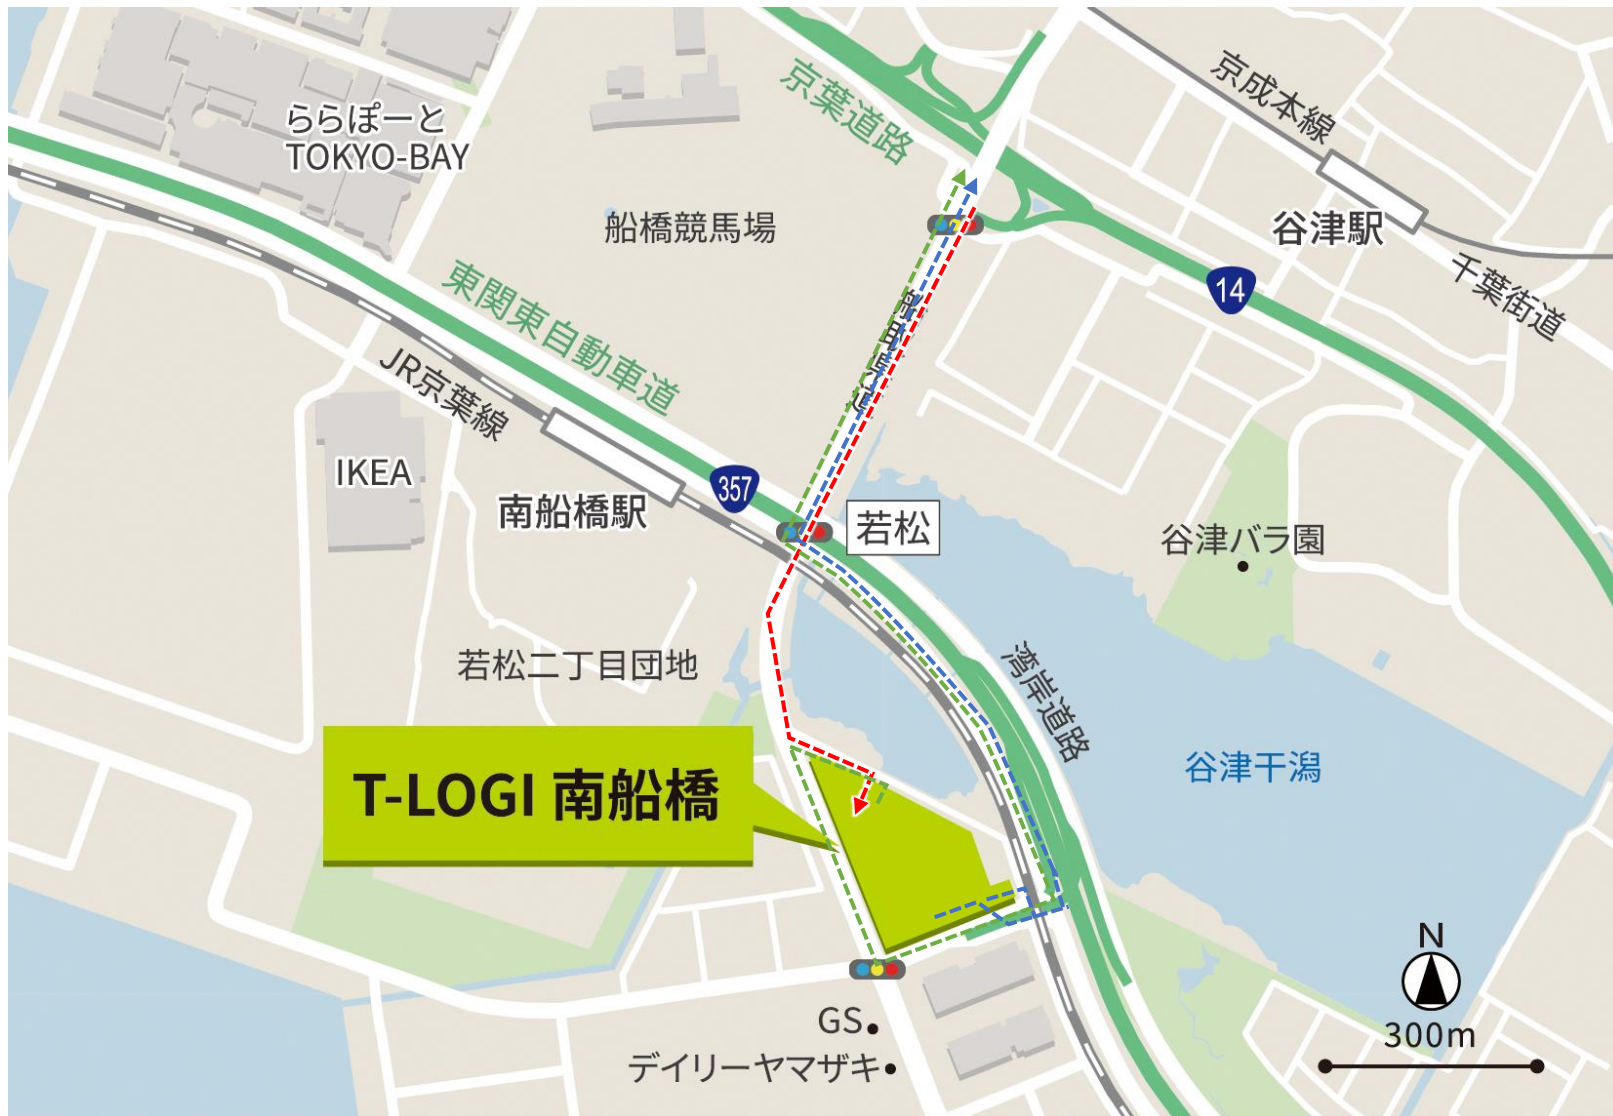 京成本線
京葉道路
ららぽーと
TOKYO-BAY
船橋競馬場
谷津駅
千葉街道
14
東関東自動車道
JR京葉線
IKEA
南船橋駅
357
若松
谷津バラ園
若松二丁目団地
湾岸道路
谷津干潟
T-LOGI 南船橋
N
300m
GS
デイリーヤマザキ